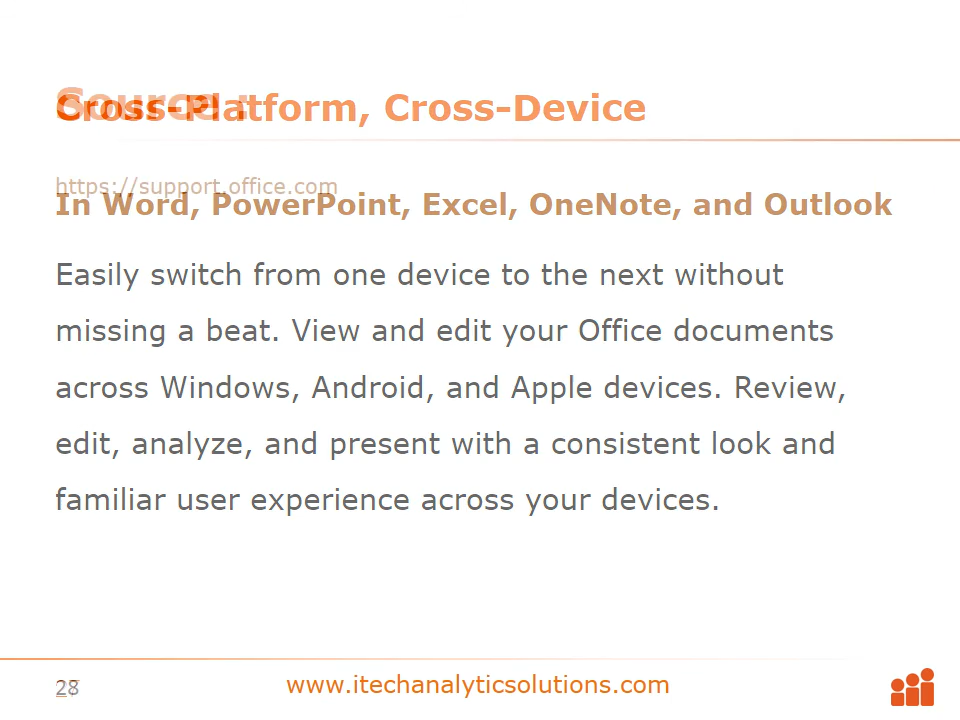 Source :
Cross-Platform, Cross-Device
https://support.office.com
In Word, PowerPoint, Excel, OneNote, and Outlook
Easily switch from one device to the next without
missing a beat. View and edit your Office documents
across Windows, Android, and Apple devices. Review,
edit, analyze, and present with a consistent look and
familiar user experience across your devices.
28
www.itechanalyticsolutions.com